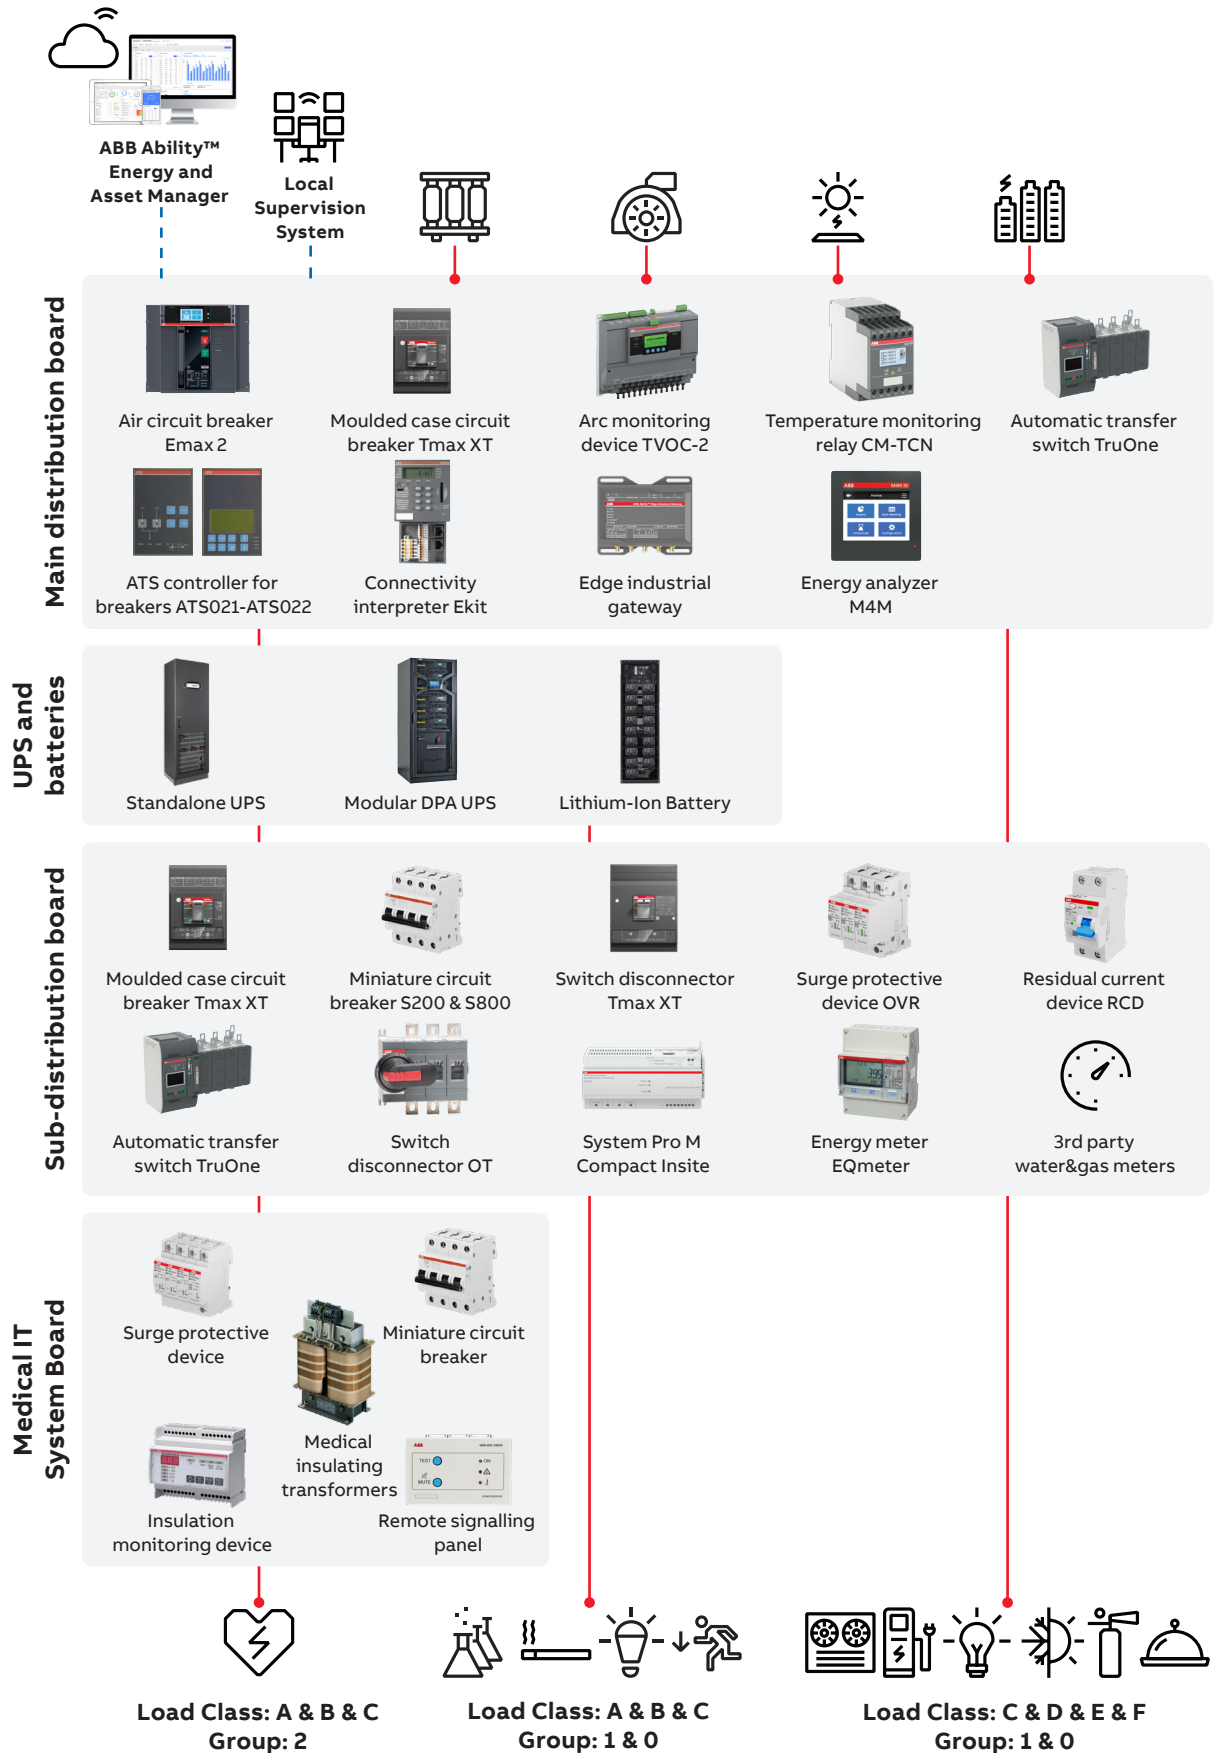 ABB Ability™
Energy and
Asset Manager
Local
Supervision
System
Main distribution board
Air circuit breaker
Emax 2
Moulded case circuit
breaker Tmax XT
Arc monitoring
device TVOC-2
Temperature monitoring
relay CM-TCN
Automatic transfer
switch TruOne
ATS controller for
breakers ATS021-ATS022
Connectivity
interpreter Ekit
Edge industrial
gateway
Energy analyzer
M4M
UPS and
batteries
Standalone UPS
Modular DPA UPS
Lithium-Ion Battery
Sub-distribution board
Moulded case circuit
breaker Tmax XT
Miniature circuit
breaker S200 & S800
Switch disconnector
Tmax XT
Surge protective
device OVR
Residual current
device RCD
Automatic transfer
switch TruOne
Switch
disconnector OT
System Pro M
Compact Insite
Energy meter
EQmeter
3rd party
water&gas meters
Medical IT
System Board
Surge protective
device
Miniature circuit
breaker
Medical
insulating
transformers
ABB
TEST
ON
MUTE
Insulation
monitoring device
Remote signalling
panel
Load Class: A & B & C
Group: 2
Load Class: A & B & C
Group: 1 & 0
Load Class: C & D & E & F
Group: 1 & 0